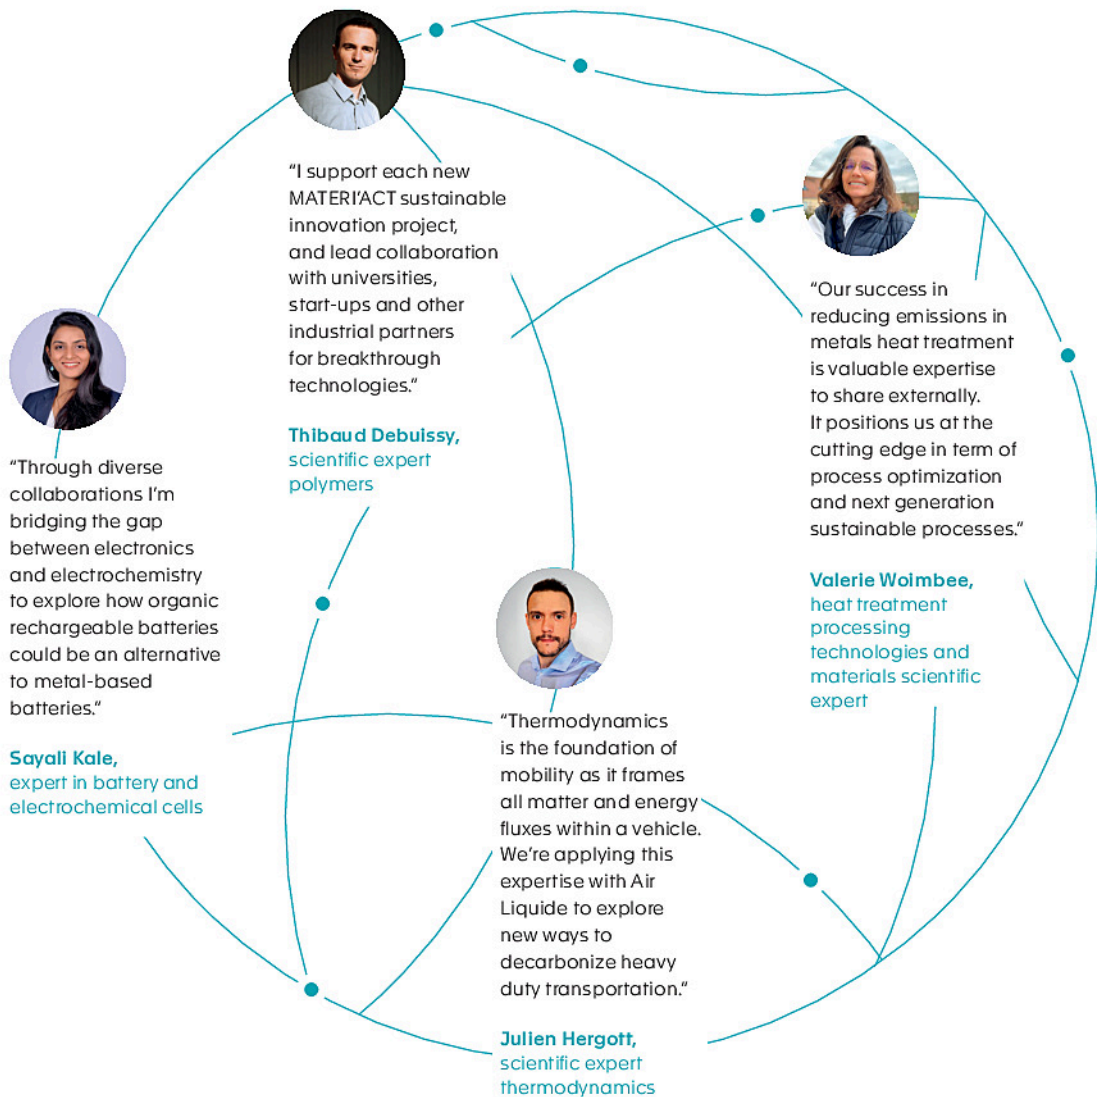 “I support each new
MATERI’ACT sustainable
innovation project,
and lead collaboration
with universities,
start-ups and other
industrial partners
for breakthrough
technologies.”
Thibaud Debuissy,
scientific expert
polymers
“Our success in
reducing emissions in
metals heat treatment
is valuable expertise
to share externally.
It positions us at the
cutting edge in term of
process optimization
and next generation
sustainable processes.”
Valerie Woimbee,
heat treatment
processing
technologies and
materials scientific
expert
“Through diverse
collaborations I’m
bridging the gap
between electronics
and electrochemistry
to explore how organic
rechargeable batteries
could be an alternative
to metal-based
batteries.”
Sayali Kale,
expert in battery and
electrochemical cells
“Thermodynamics
is the foundation of
mobility as it frames
all matter and energy
fluxes within a vehicle.
We’re applying this
expertise with Air
Liquide to explore
new ways to
decarbonize heavy
duty transportation.”
Julien Hergott,
scientific expert
thermodynamics